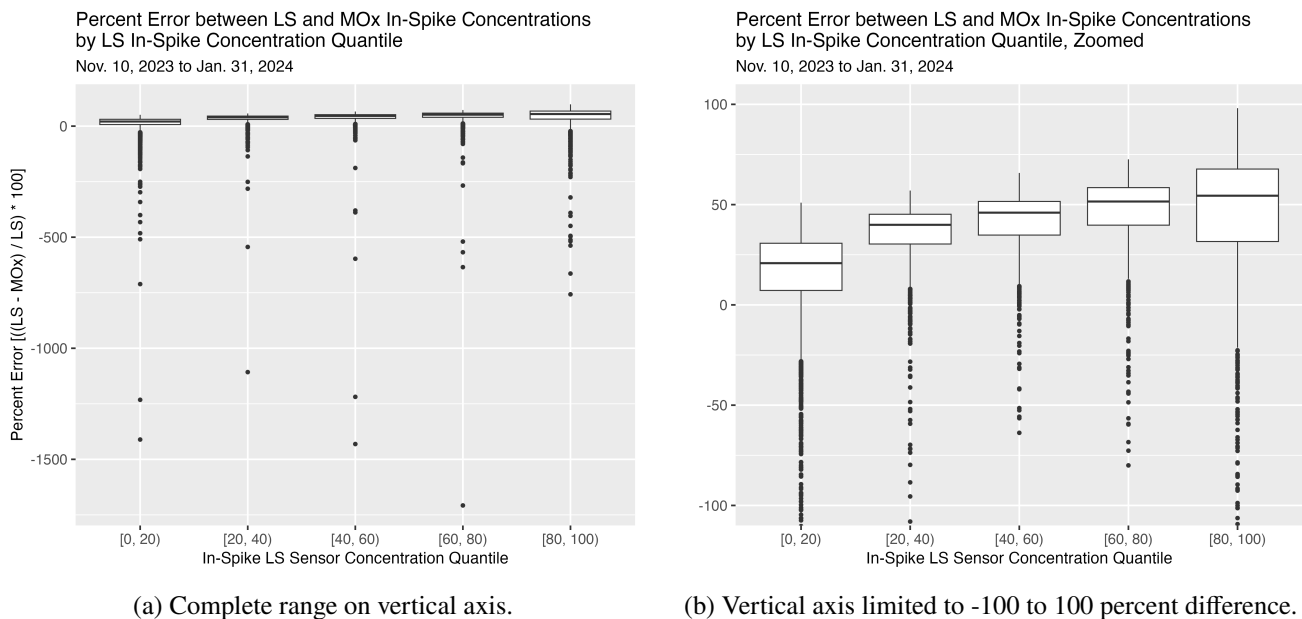 Percent Error between LS and MOx In-Spike Concentrations
by LS In-Spike Concentration Quantile
Nov. 10, 2023 to Jan. 31, 2024
Percent Error [((LS - MOx) / LS) * 100]
0
-500
-1000
-1500
[0, 20)
[20, 40)
[40, 60)
[60, 80)
[80, 100)
In-Spike LS Sensor Concentration Quantile
(a) Complete range on vertical axis.
Percent Error between LS and MOx In-Spike Concentrations
by LS In-Spike Concentration Quantile, Zoomed
Nov. 10, 2023 to Jan. 31, 2024
100
50
0
-50
-100
[0, 20)
[20, 40)
[40, 60)
[60, 80)
[80, 100)
In-Spike LS Sensor Concentration Quantile
(b) Vertical axis limited to -100 to 100 percent difference.